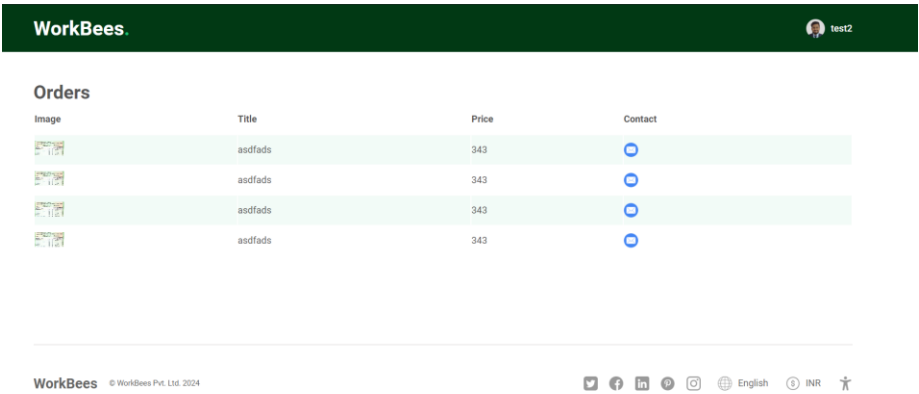 WorkBees. test2
Orders
Image Title Price Contact
asdfads 343
asdfads 343
asdfads 343
asdfads 343
WorkBees © WorkBees Pvt. Ltd. 2024 English INR